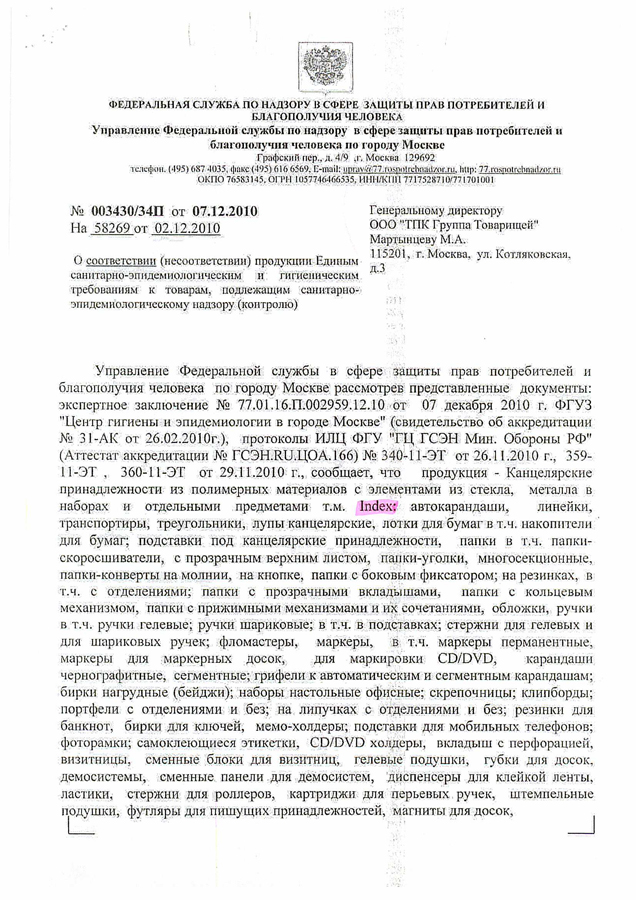 ФЕДЕРАЛЬНАЯ СЛУЖБА ПО НАДЗОРУ В СФЕРЕ ЗАЩИТЫ ПРАВ ПОТРЕБИТЕЛЕЙ И
БЛАГОПОЛУЧИЯ ЧЕЛОВЕКА
Управление Федеральной службы по надзору в сфере защиты прав потребителей и
благополучия человека по городу Москве
Графский пер., д. 4/9 ,г. Москва 129692
телефон. (495) 687 4035, факс (495) 616 6569, E-mail: uprav@77.rospotrebnadzor.ru, http: 77.rospotrebnadzor.ru
ОКПО 76583145, ОГРН 1057746466535, ИНН/КПП 7717528710/771701001
№ 003430/34П от 07.12.2010
На 58269 от 02.12.2010
Генеральному директору
ООО "ТПК Группа Товарищей"
Мартынцеву М.А.
115201, г. Москва, ул. Котляковская,
д.3
О соответствии (несоответствии) продукции Единым
санитарно-эпидемиологическим и гигиеническим
требованиям к товарам, подлежащим санитарно-
эпидемиологическому надзору (контролю)
Управление Федеральной службы в сфере защиты прав потребителей и
благополучия человека по городу Москве рассмотрев представленные документы:
экспертное заключение № 77.01.16.П.002959.12.10 от 07 декабря 2010 г. ФГУЗ
"Центр гигиены и эпидемиологии в городе Москве" (свидетельство об аккредитации
№ 31-АК от 26.02.2010г.), протоколы ИЛЦ ФГУ "ГЦ ГСЭН Мин. Обороны РФ"
(Аттестат аккредитации № ГСЭН.RU.ЦОА.166) № 340-11-ЭТ от 26.11.2010 г., 359-
11-ЭТ , 360-11-ЭТ от 29.11.2010 г., сообщает, что продукция - Канцелярские
принадлежности из полимерных материалов с элементами из стекла, металла в
наборах и отдельными предметами т.м. Index: автокарандаши, линейки,
транспортиры, треугольники, лупы канцелярские, лотки для бумаг в т.ч. накопители
для бумаг; подставки под канцелярские принадлежности, папки в т.ч. папки-
скоросшиватели, с прозрачным верхним листом, папки-уголки, многосекционные,
папки-конверты на молнии, на кнопке, папки с боковым фиксатором; на резинках, в
т.ч. с отделениями; папки с прозрачными вкладышами, папки с кольцевым
механизмом, папки с прижимными механизмами и их сочетаниями, обложки, ручки
в т.ч. ручки гелевые; ручки шариковые; в т.ч. в подставках; стержни для гелевых и
для шариковых ручек; фломастеры, маркеры, в т.ч. маркеры перманентные,
маркеры для маркерных досок, для маркировки CD/DVD, карандаши
чернографитные, сегментные; грифели к автоматическим и сегментным карандашам;
бирки нагрудные (бейджи); наборы настольные офисные; скрепочницы; клипборды;
портфели с отделениями и без; на липучках с отделениями и без; резинки для
банкнот, бирки для ключей, мемо-холдеры; подставки для мобильных телефонов;
фоторамки; самоклеющиеся этикетки, CD/DVD холдеры, вкладыш с перфорацией,
визитницы, сменные блоки для визитниц, гелевые подушки, губки для досок,
демосистемы, сменные панели для демосистем, диспенсеры для клейкой ленты,
ластики, стержни для роллеров, картриджи для перьевых ручек, штемпельные
подушки, футляры для пишущих принадлежностей, магниты для досок,